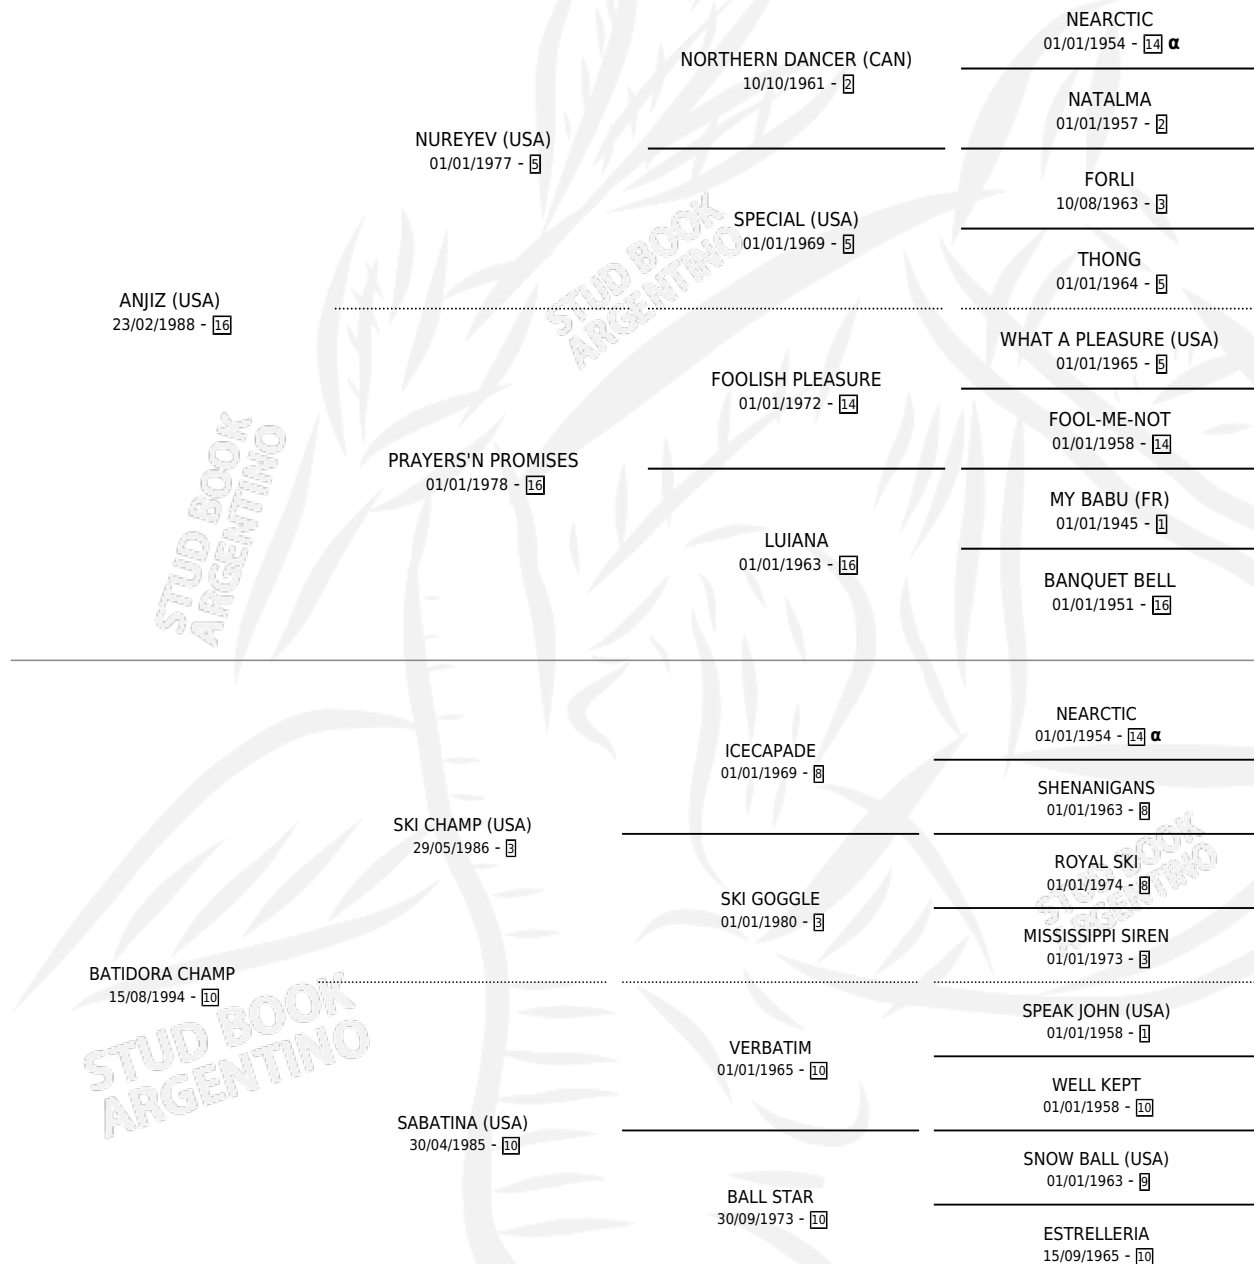 NEARCTIC
01/01/1954 - 14 α
NORTHERN DANCER (CAN)
10/10/1961 - 2
NATALMA
01/01/1957 - 2
NUREYEV (USA)
01/01/1977 - 5
FORLI
10/08/1963 - 3
SPECIAL (USA)
01/01/1969 - 5
THONG
01/01/1964 - 5
ANJIZ (USA)
23/02/1988 - 16
WHAT A PLEASURE (USA)
01/01/1965 - 5
FOOLISH PLEASURE
01/01/1972 - 14
FOOL-ME-NOT
01/01/1958 - 14
PRAYERS'N PROMISES
01/01/1978 - 16
MY BABU (FR)
01/01/1945 - 1
LUIANA
01/01/1963 - 16
BANQUET BELL
01/01/1951 - 16
NEARCTIC
01/01/1954 - 14 α
ICECAPADE
01/01/1969 - 8
SHENANIGANS
01/01/1963 - 8
SKI CHAMP (USA)
29/05/1986 - 3
ROYAL SKI
01/01/1974 - 8
SKI GOGGLE
01/01/1980 - 3
MISSISSIPPI SIREN
01/01/1973 - 3
BATIDORA CHAMP
15/08/1994 - 10
SPEAK JOHN (USA)
01/01/1958 - 1
VERBATIM
01/01/1965 - 10
WELL KEPT
01/01/1958 - 10
SABATINA (USA)
30/04/1985 - 10
SNOW BALL (USA)
01/01/1963 - 9
BALL STAR
30/09/1973 - 10
ESTRELLERIA
15/09/1965 - 10
STUD BOOK
ARGENTINO
STUD BOOK
ARGENTINO
STUD BOOK
ARGENTINO
STUD BOOK
ARGENTINO